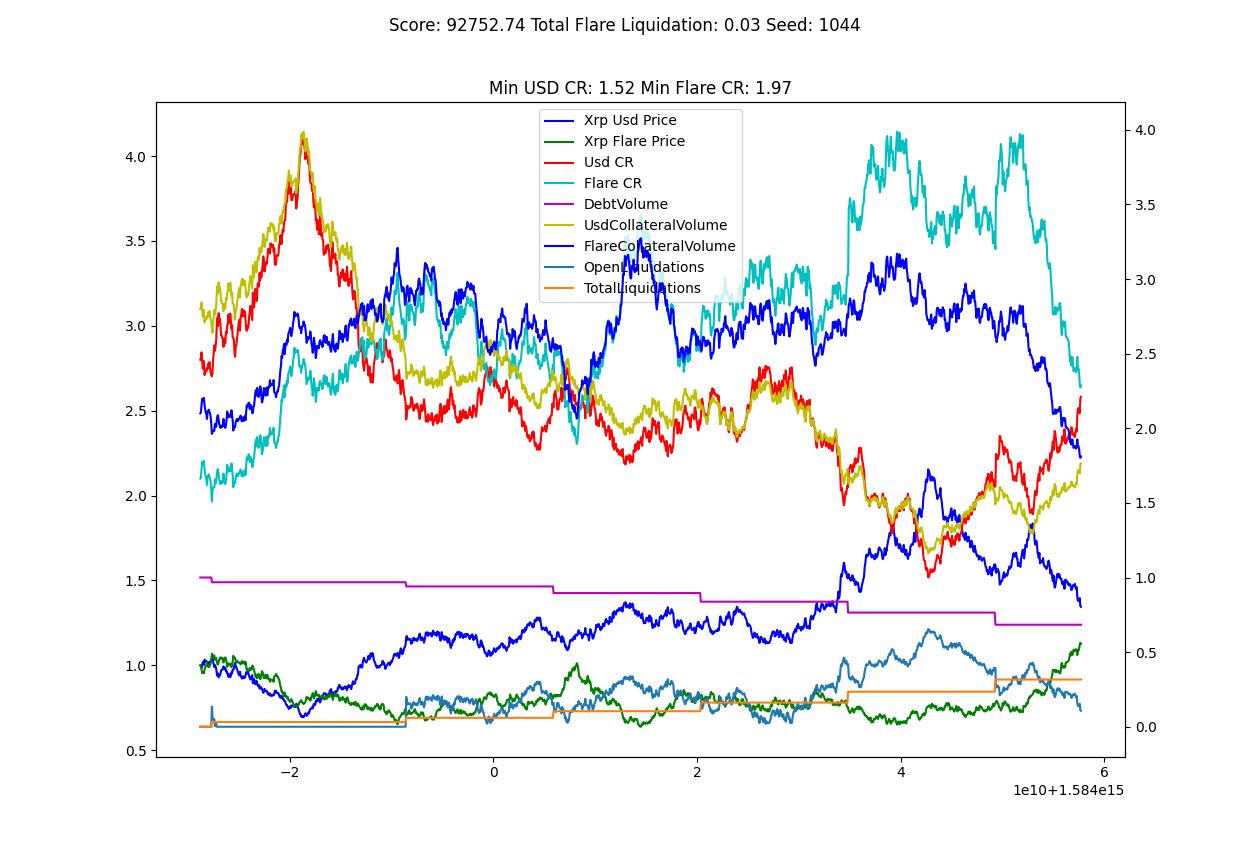 Score: 92752.74 Total Flare Liquidation: 0.03 Seed: 1044
Min USD CR: 1.52 Min Flare CR: 1.97
Xrp Usd Price
Xrp Flare Price
Usd CR
Flare CR
DebtVolume
UsdCollateralVolume
FlareCollateralVolume
OpenLiquidations
TotalLiquidations
4.0
3.5
3.0
2.5
2.0
1.5
1.0
0.5
4.0
3.5
3.0
2.5
2.0
1.5
1.0
0.5
0.0
−2 0 2 4 6
1e10+1.584e15